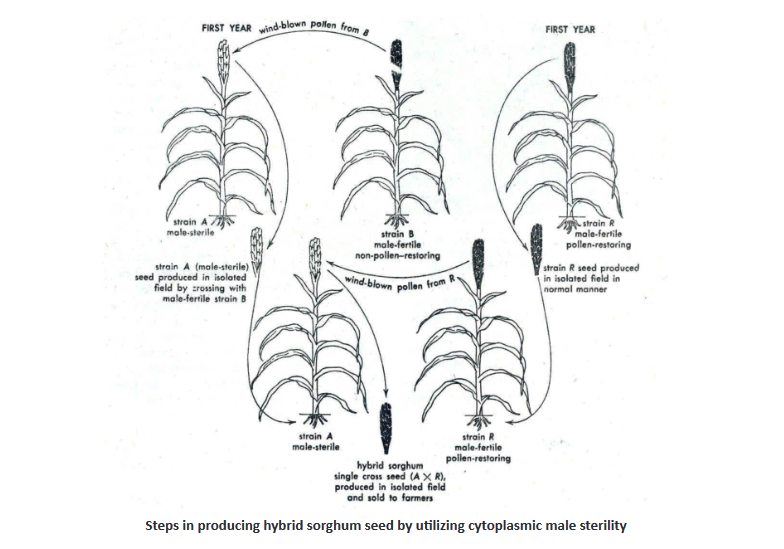 FIRST YEAR
wind-blown pollen from B
FIRST YEAR
strain A
male-sterile
strain B
male-fertile
non-pollen-restoring
strain R
male-fertile
pollen-restoring
strain A (male-sterile)
seed produced in isolated
field by crossing with
male-fertile strain B
wind-blown pollen from R
strain R seed produced
in isolated field in
normal manner
strain A
male-sterile
strain R
male-fertile
pollen-restoring
hybrid sorghum
single cross seed (A X R),
produced in isolated field
and sold to farmers
Steps in producing hybrid sorghum seed by utilizing cytoplasmic male sterility